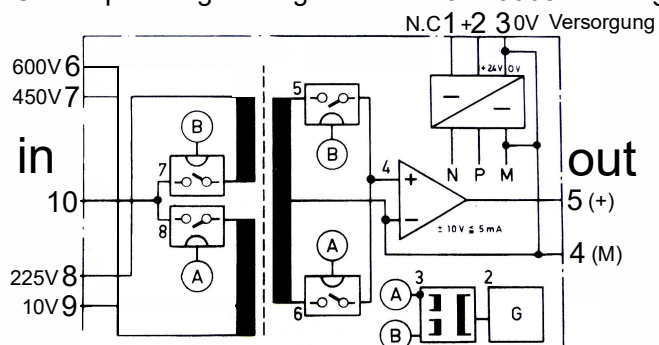 N.C 1 + 2 3 0V Versorgung
600V 6
450V 7
in
10
225V 8
10V 9
+24V 0V
N P M
5
B
B
7
8
A
A
6
4
+
−
± 10V ≦ 5mA
out
5 (+)
4 (M)
A
B
3
2
G